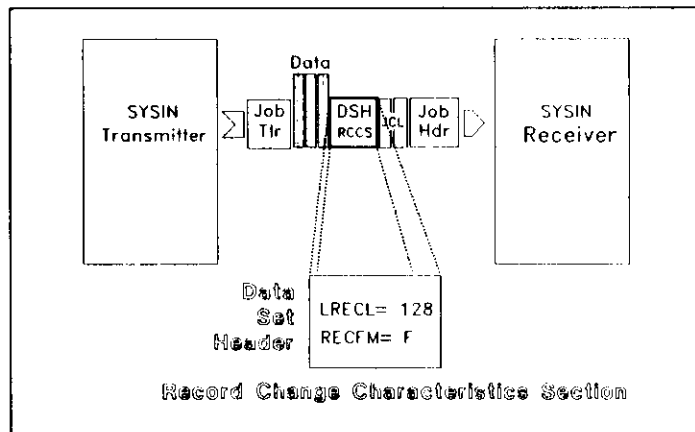 Data
SYSIN
Transmitter
Job
Tlr
DSH
RCCS
JCL
Job
Hdr
SYSIN
Receiver
Data
Set
Header
LRECL= 128
RECFM= F
Record Change Characteristics Section